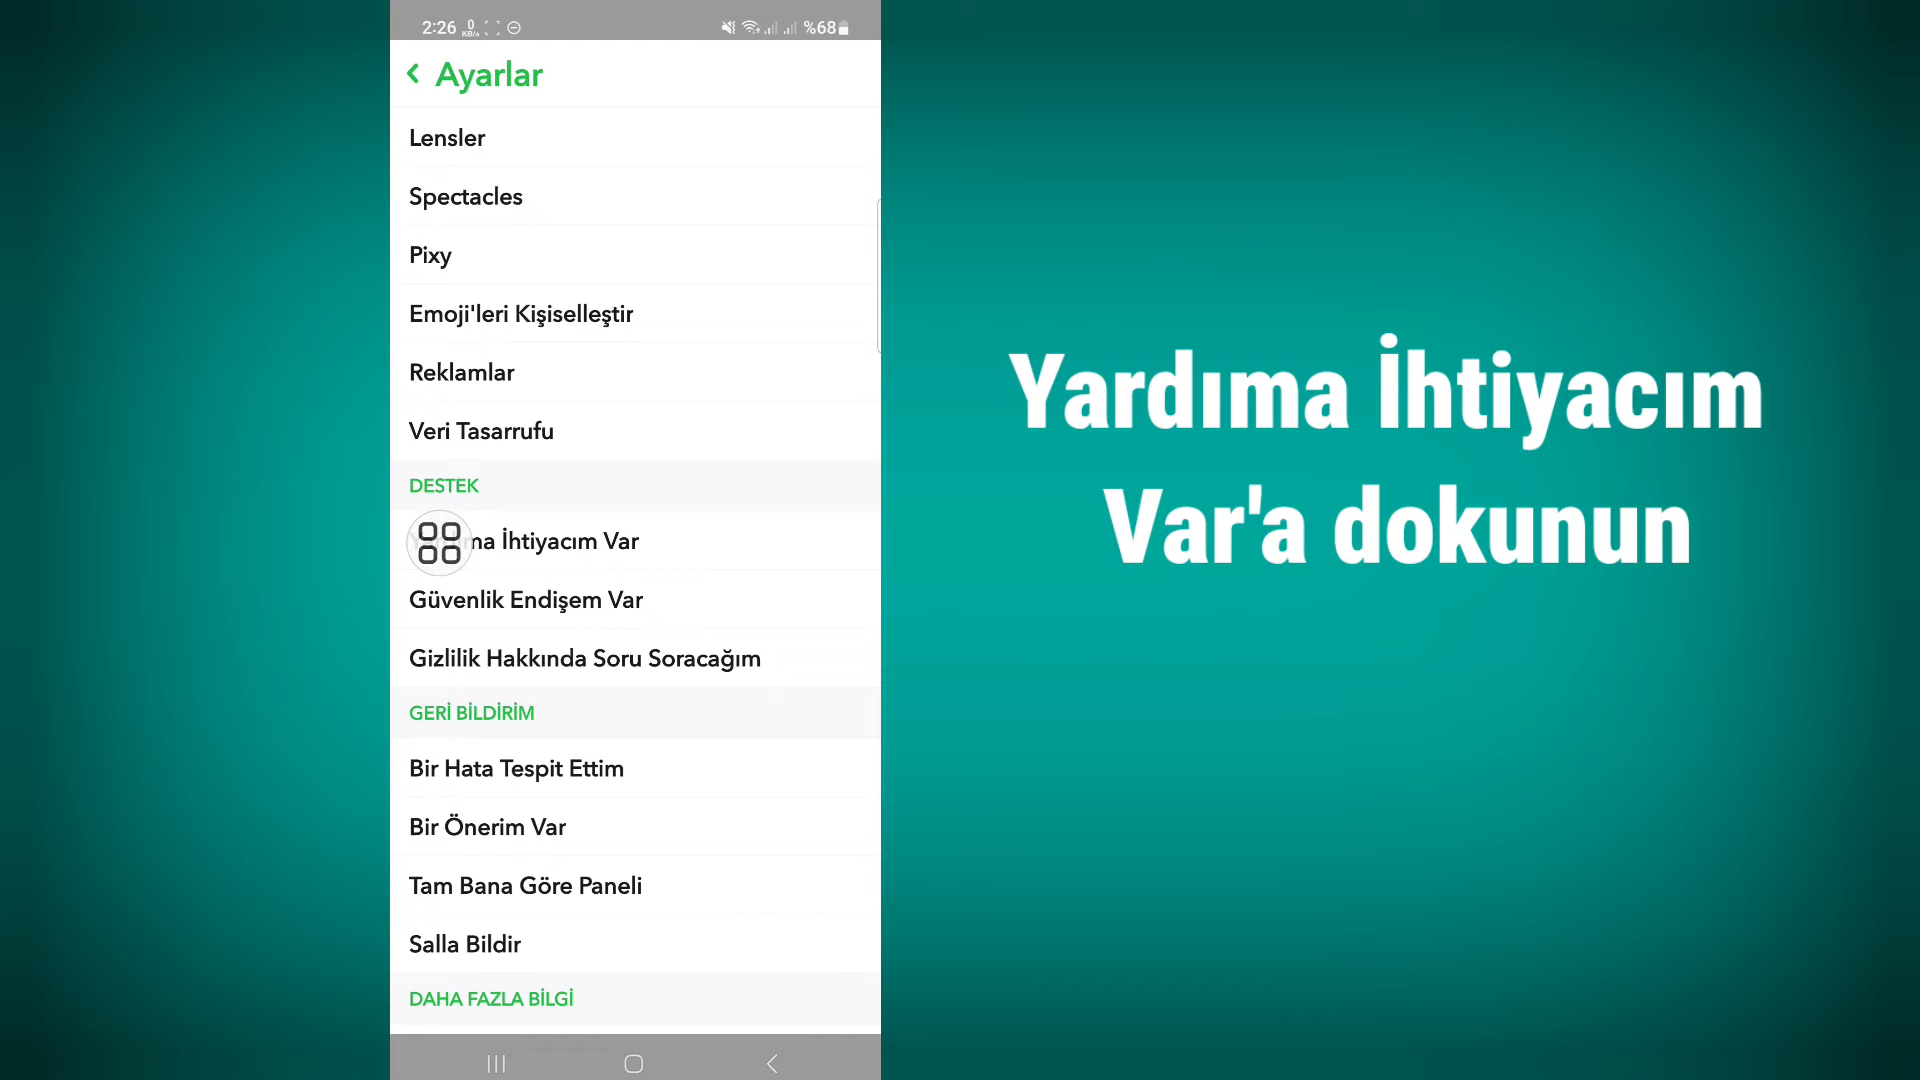 2:26 0 KB/s %68
Ayarlar
Lensler
Spectacles
Pixy
Emoji'leri Kişiselleştir
Reklamlar
Veri Tasarrufu
DESTEK
İhtiyacım Var
Güvenlik Endişem Var
Gizlilik Hakkında Soru Soracağım
GERİ BİLDİRİM
Bir Hata Tespit Ettim
Bir Önerim Var
Tam Bana Göre Paneli
Salla Bildir
DAHA FAZLA BİLGİ
Yardıma İhtiyacım
Var'a dokunun